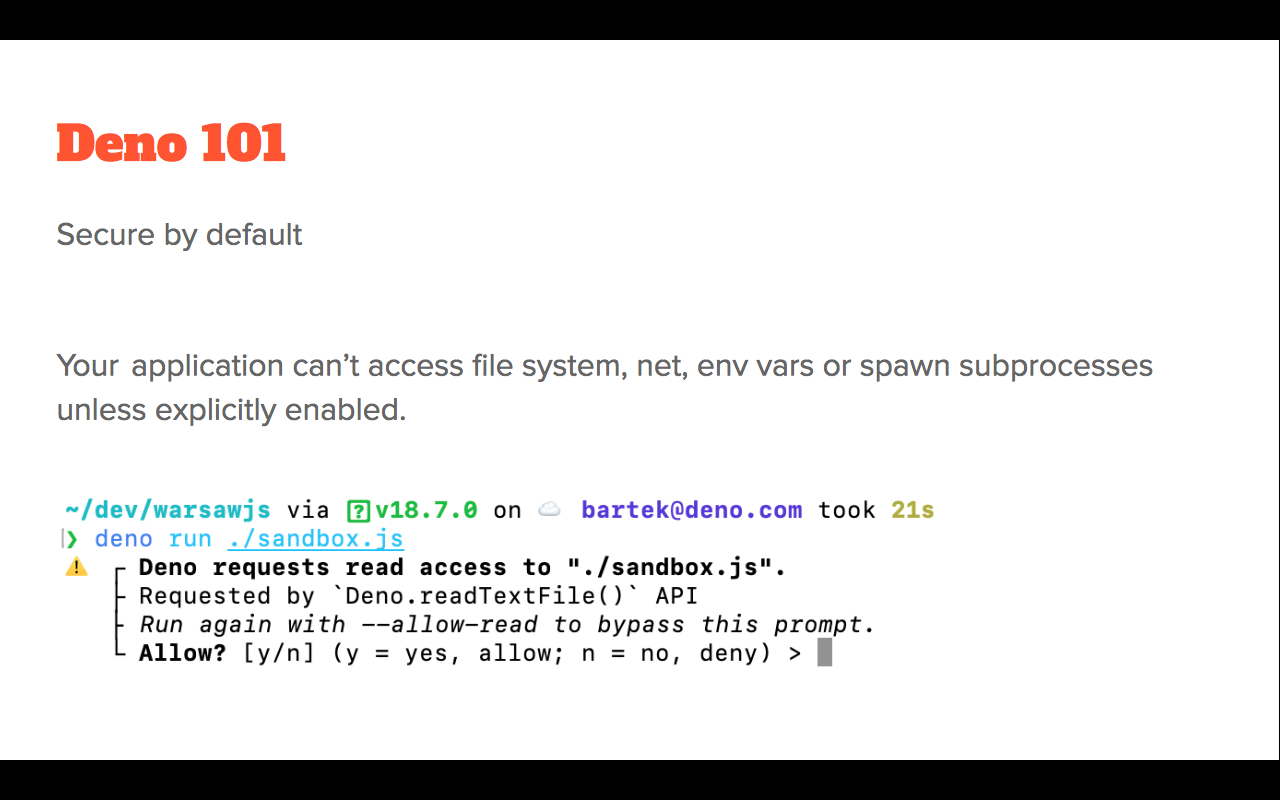 Deno 101
Secure by default
Your application can’t access file system, net, env vars or spawn subprocesses
unless explicitly enabled.
~/dev/warsawjs via v18.7.0 on ☁️ bartek@deno.com took 21s
❯ deno run ./sandbox.js
⚠️ ┌ Deno requests read access to "./sandbox.js".
├ Requested by `Deno.readTextFile()` API
├ Run again with --allow-read to bypass this prompt.
└ Allow? [y/n] (y = yes, allow; n = no, deny) >